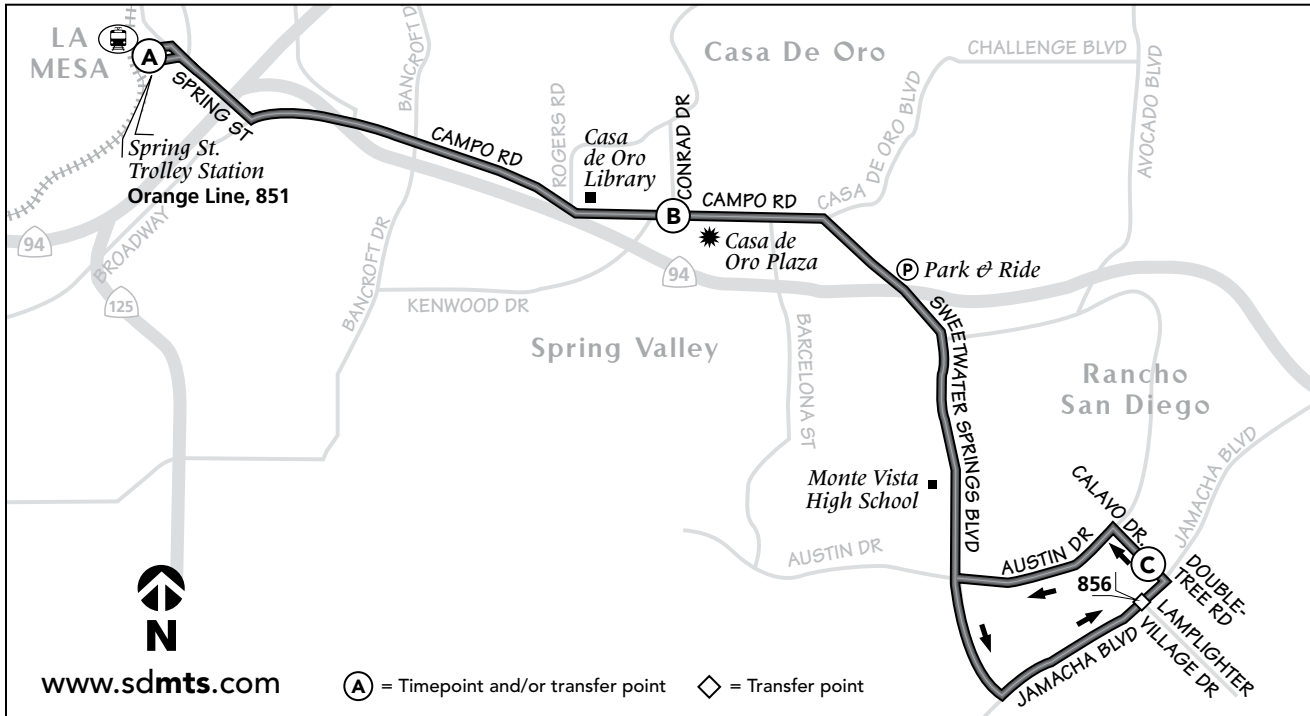 LA
MESA
A
SPRING ST
Spring St.
Trolley Station
Orange Line, 851
94
BROADWAY
125
BANCROFT DR
BANCROFT DR
CAMPO RD
ROGERS RD
Casa
de Oro
Library
CONRAD DR
B
CAMPO RD
Casa de
Oro Plaza
94
KENWOOD DR
Spring Valley
Casa De Oro
CHALLENGE BLVD
CASA DE ORO BLVD
AVOCADO BLVD
P Park & Ride
BARCELONA ST
SWEETWATER SPRINGS BLVD
Rancho
San Diego
Monte Vista
High School
AUSTIN DR
AUSTIN DR
CALAVO DR.
JAMACHA BLVD
C
DOUBLE-
TREE RD
856
LAMPLIGHTER
VILLAGE DR
JAMACHA BLVD
N
www.sdmts.com
A = Timepoint and/or transfer point
= Transfer point